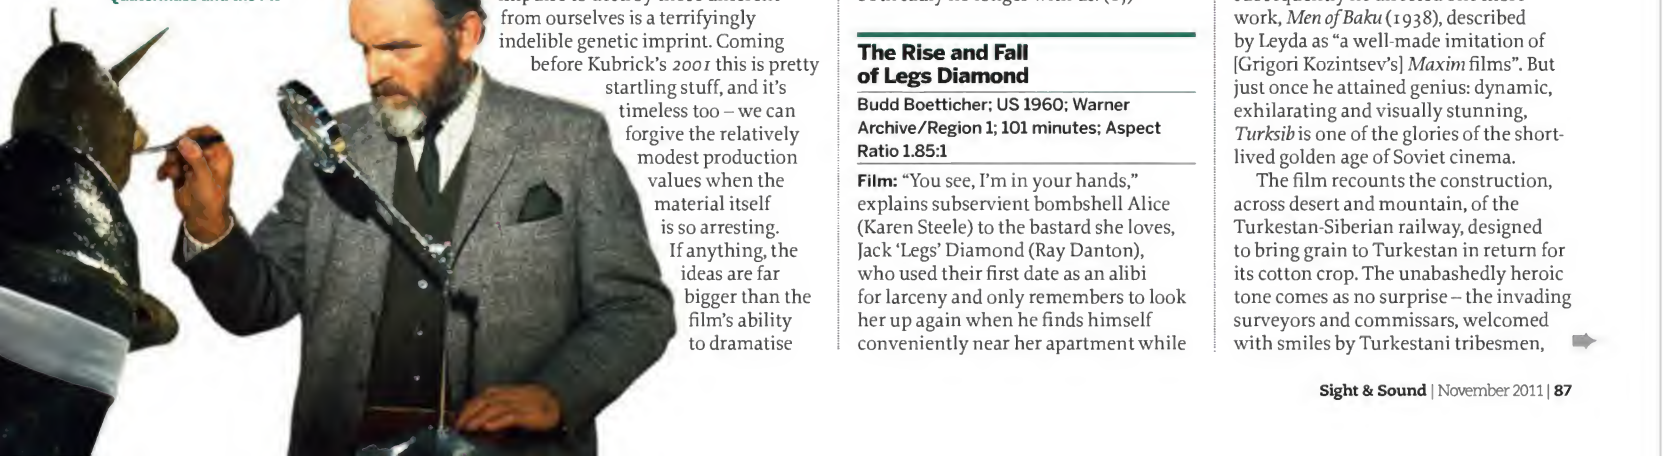 from ourselves is a terrifyingly
indelible genetic imprint. Coming
before Kubrick's 2001 this is pretty
startling stuff, and it's
timeless too – we can
forgive the relatively
modest production
values when the
material itself
is so arresting.
If anything, the
ideas are far
bigger than the
film's ability
to dramatise
The Rise and Fall
of Legs Diamond
Budd Boetticher; US 1960; Warner
Archive/Region 1; 101 minutes; Aspect
Ratio 1.85:1
Film: “You see, I'm in your hands,”
explains subservient bombshell Alice
(Karen Steele) to the bastard she loves,
Jack ‘Legs’ Diamond (Ray Danton),
who used their first date as an alibi
for larceny and only remembers to look
her up again when he finds himself
conveniently near her apartment while
work, Men of Baku (1938), described
by Leyda as “a well-made imitation of
[Grigori Kozintsev's] Maxim films”. But
just once he attained genius: dynamic,
exhilarating and visually stunning,
Turksib is one of the glories of the short-
lived golden age of Soviet cinema.
The film recounts the construction,
across desert and mountain, of the
Turkestan-Siberian railway, designed
to bring grain to Turkestan in return for
its cotton crop. The unabashedly heroic
tone comes as no surprise – the invading
surveyors and commissars, welcomed
with smiles by Turkestani tribesmen,
Sight & Sound | November 2011 | 87